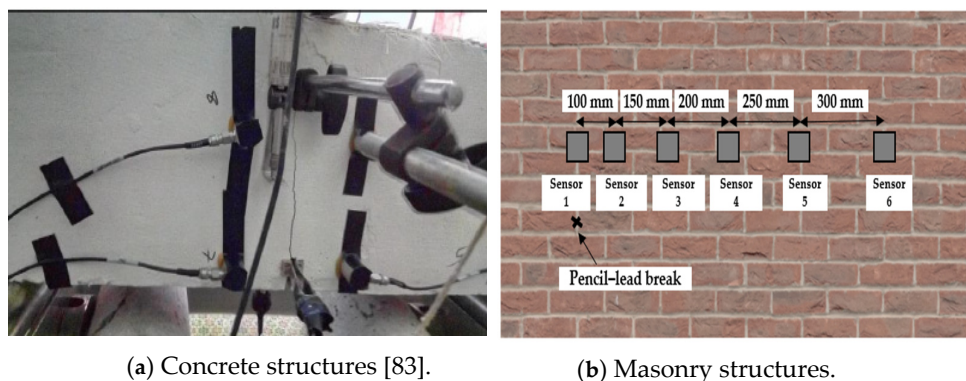 100 mm 150 mm 200 mm 250 mm 300 mm
Sensor 1
Sensor 2
Sensor 3
Sensor 4
Sensor 5
Sensor 6
Pencil–lead break
(a) Concrete structures [83].
(b) Masonry structures.